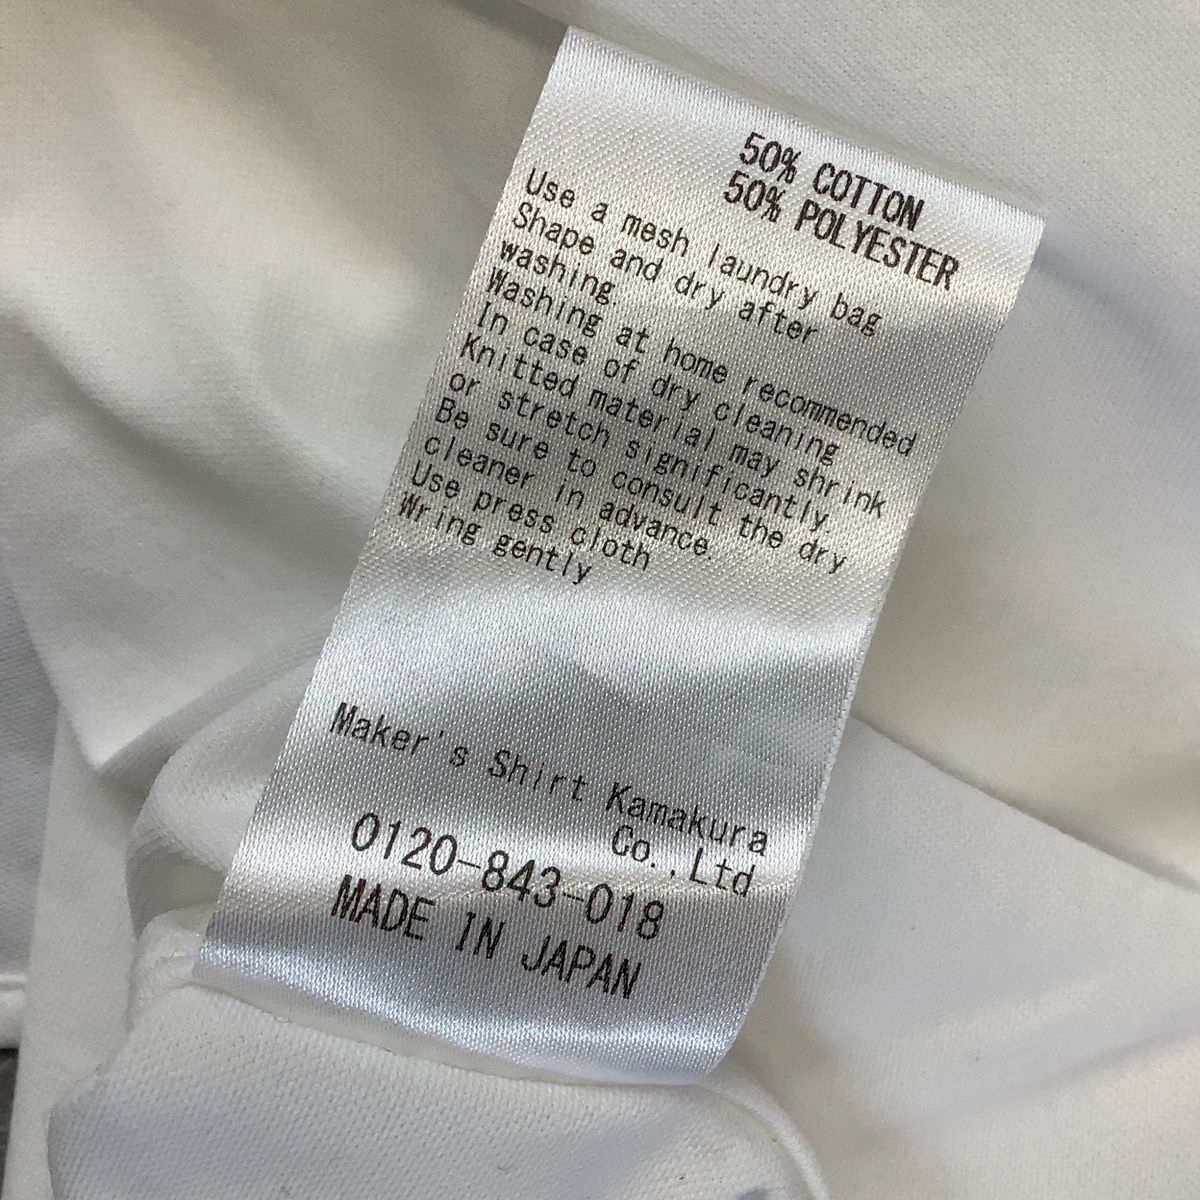 50% COTTON
50% POLYESTER
Use a mesh laundry bag
Shape and dry after
washing.
Washing at home recommended
In case of dry cleaning
Knitted material may shrink
or stretch significantly.
Be sure to consult the dry
cleaner in advance.
Use press cloth
Wring gently
Maker's Shirt Kamakura
Co.,Ltd
0120-843-018
MADE IN JAPAN